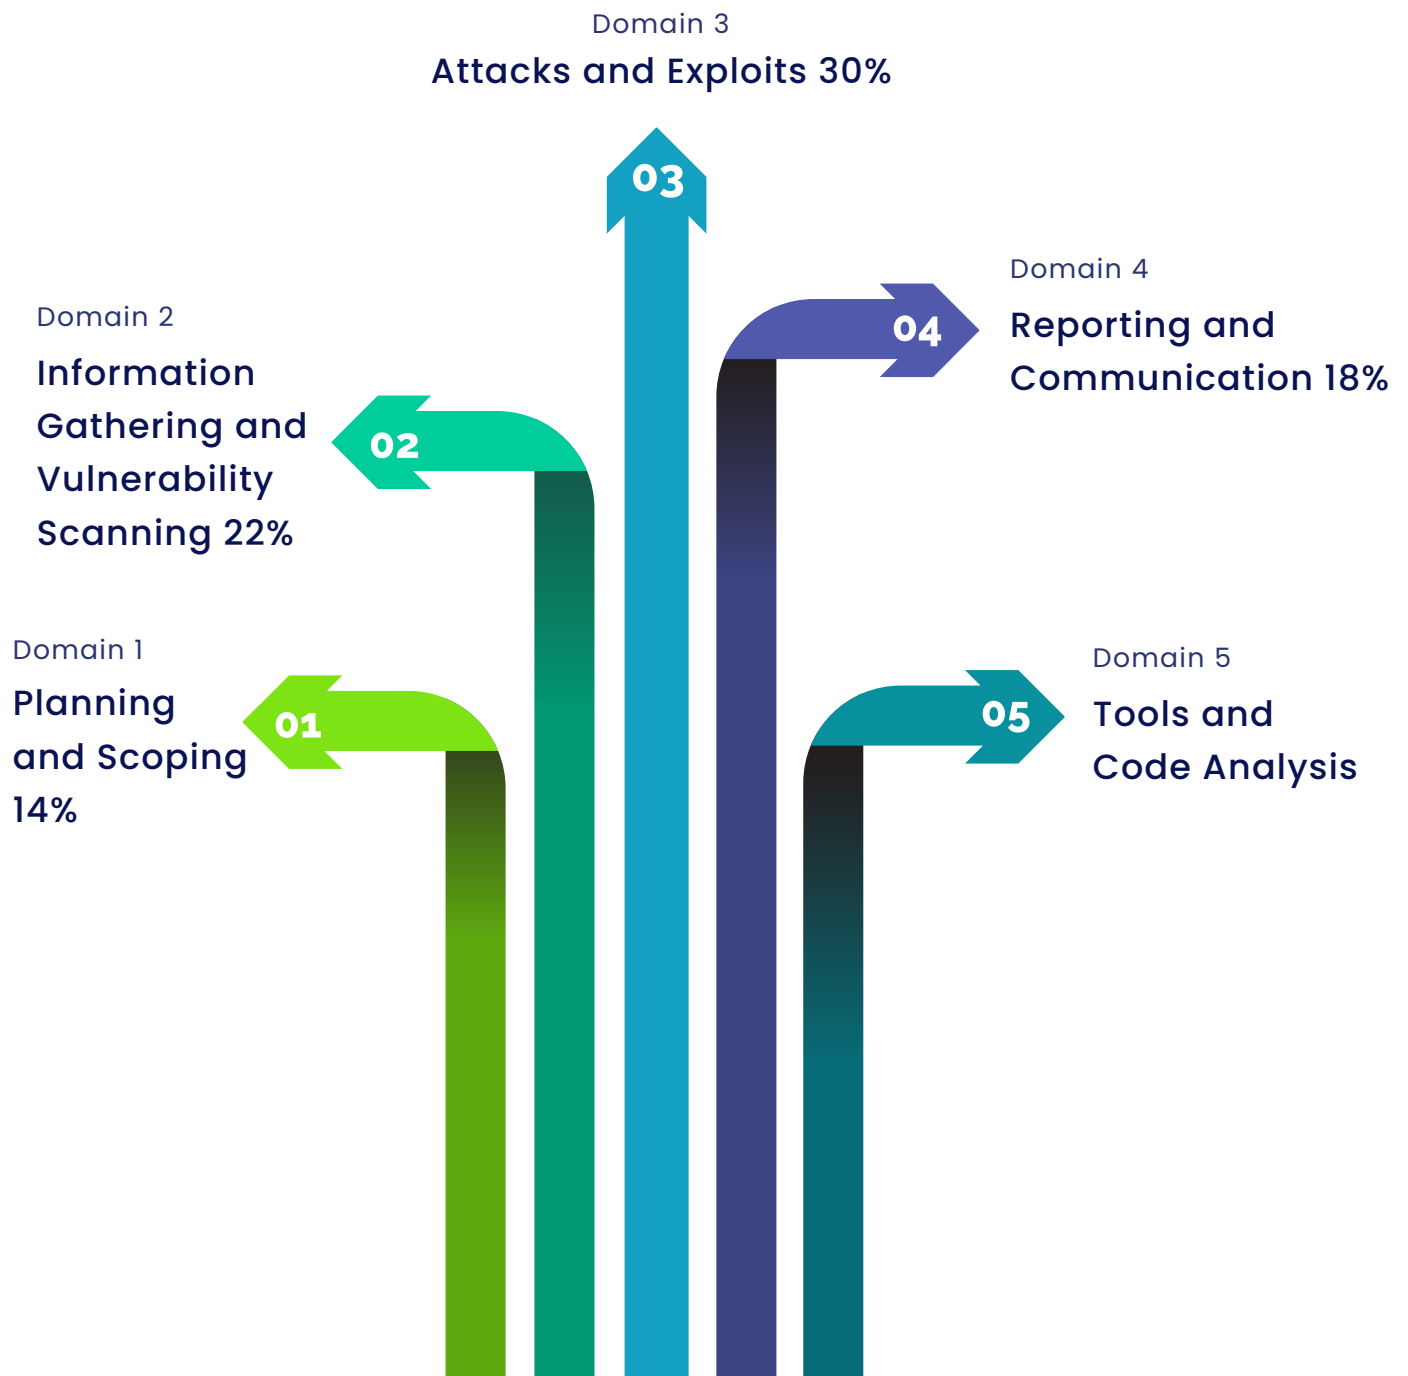 Domain 3
Attacks and Exploits 30%
03
Domain 4
Reporting and
Communication 18%
04
Domain 2
Information
Gathering and
Vulnerability
Scanning 22%
02
Domain 1
Planning
and Scoping
14%
01
Domain 5
Tools and
Code Analysis
05